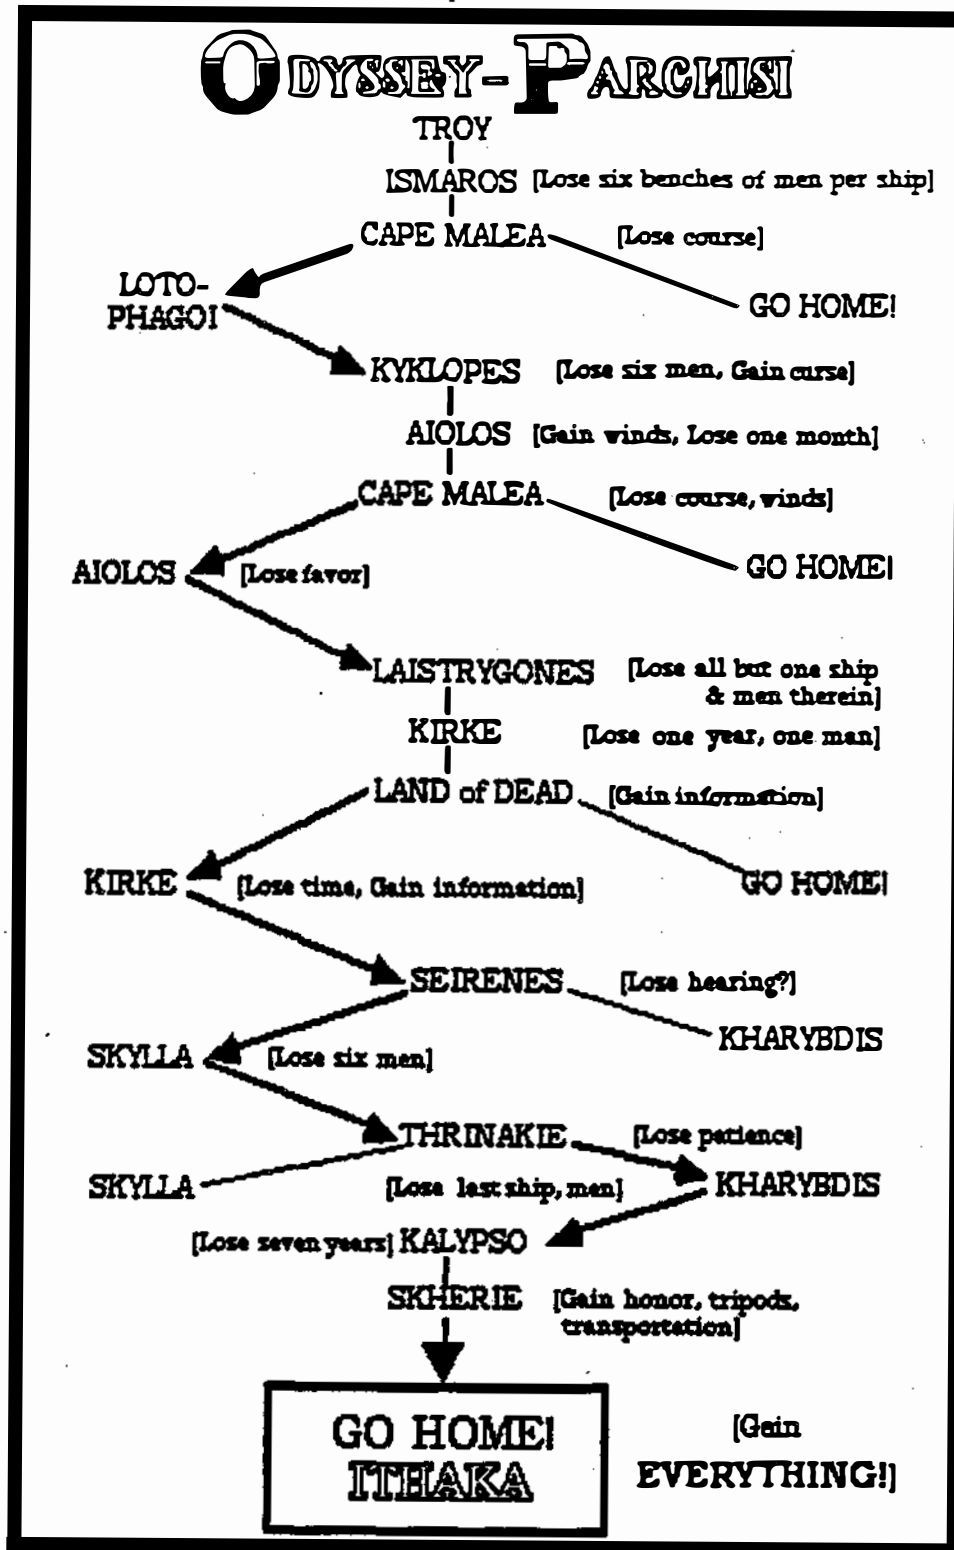 ODYSSEY-PARCHISI
TROY
ISMAROS [Lose six benches of men per ship]
CAPE MALEA [Lose course]
LOTO-
PHAGOI
GO HOME!
KYKLOPES [Lose six men, Gain curse]
AIOLOS [Gain winds, Lose one month]
CAPE MALEA [Lose course, winds]
AIOLOS [Lose favor] GO HOME!
LAISTRYGONES [Lose all but one ship
& men therein]
KIRKE [Lose one year, one man]
LAND of DEAD [Gain information]
KIRKE [Lose time, Gain information] GO HOME!
SEIRENES [Lose hearing?]
KHARYBDIS
SKYLLA [Lose six men]
THRINAKIE [Lose patience]
SKYLLA [Lose last ship, men] KHARYBDIS
[Lose seven years] KALYPSO
SKHERIE [Gain honor, tripods,
transportation]
GO HOME!
ITHAKA
[Gain
EVERYTHING!]